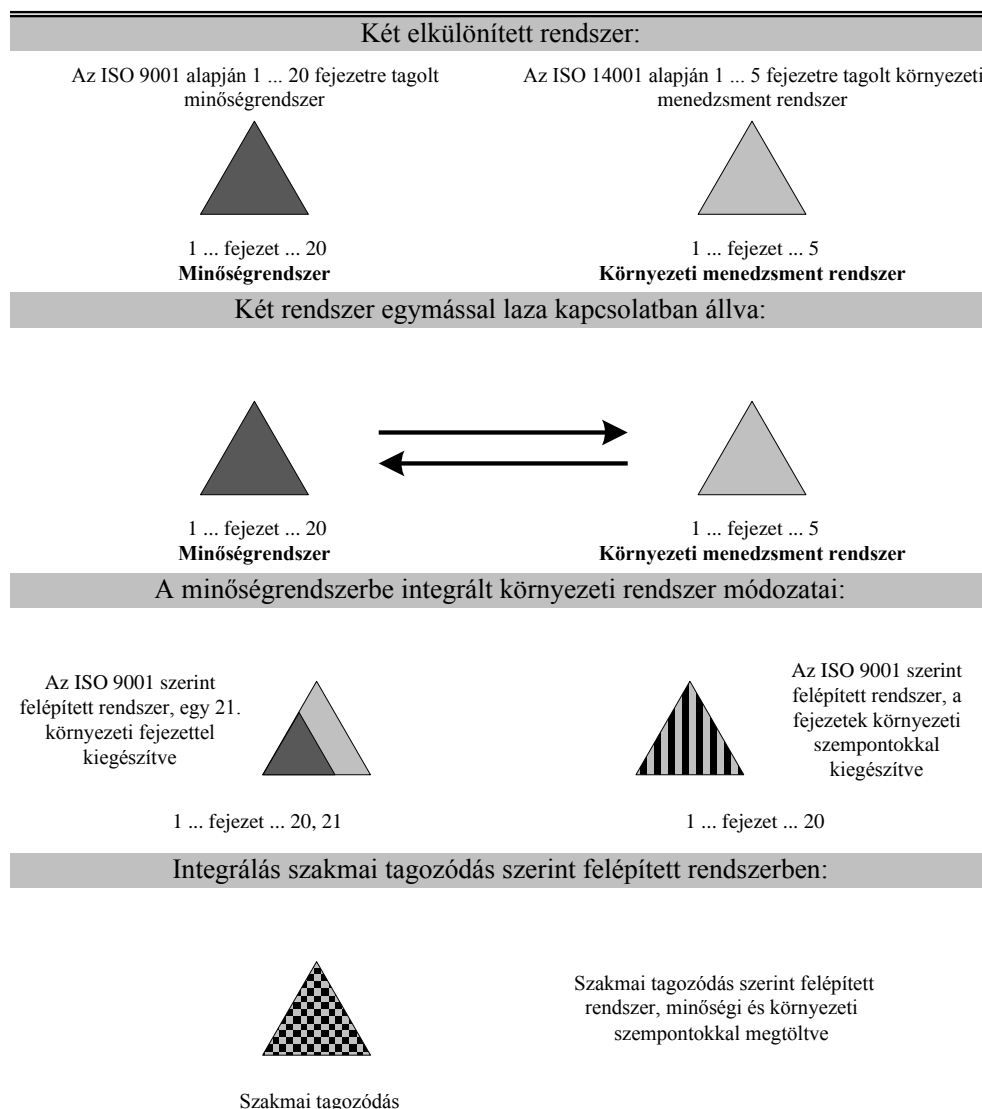 Két elkülönített rendszer:
Az ISO 9001 alapján 1 ... 20 fejezetre tagolt
minőségrendszer
Az ISO 14001 alapján 1 ... 5 fejezetre tagolt környezeti
menedzsment rendszer
1 ... fejezet ... 20
Minőségrendszer
1 ... fejezet ... 5
Környezeti menedzsment rendszer
Két rendszer egymással laza kapcsolatban állva:
1 ... fejezet ... 20
Minőségrendszer
1 ... fejezet ... 5
Környezeti menedzsment rendszer
A minőségrendszerbe integrált környezeti rendszer módozatai:
Az ISO 9001 szerint
felépített rendszer, egy 21.
környezeti fejezettel
kiegészítve
1 ... fejezet ... 20, 21
Az ISO 9001 szerint
felépített rendszer, a
fejezetek környezeti
szempontokkal
kiegészítve
1 ... fejezet ... 20
Integrálás szakmai tagozódás szerint felépített rendszerben:
Szakmai tagozódás szerint felépített
rendszer, minőségi és környezeti
szempontokkal megtöltve
Szakmai tagozódás